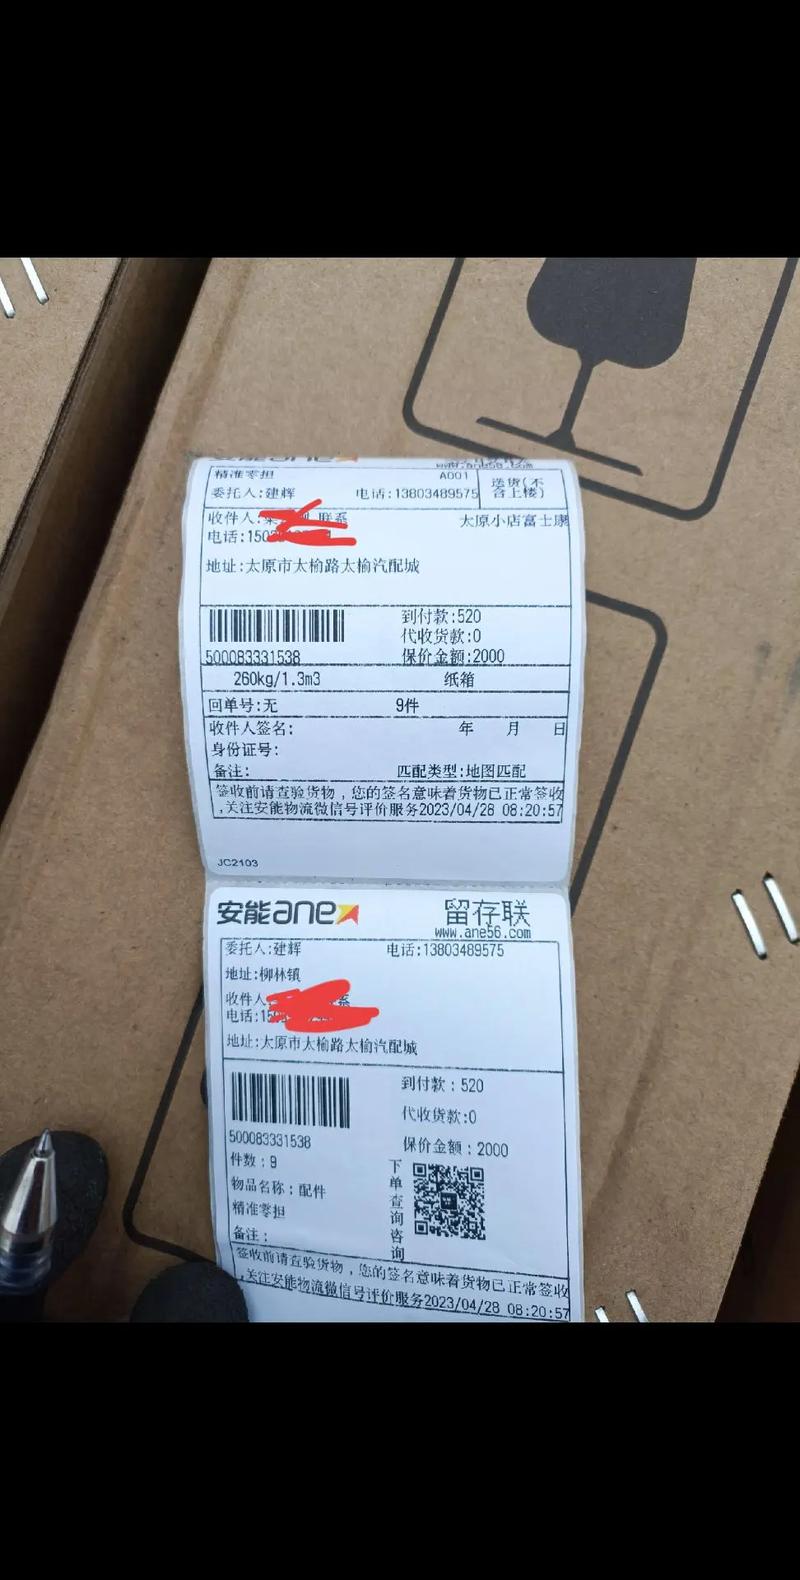 安能ane
www.ane56.com
精准零担 A001 送货(不含上楼)
委托人:建辉 电话:13803489575
收件人: 联系 太原小店富士康
电话:150
地址:太原市太榆路太榆汽配城
到付款:520
代收货款:0
500083331538 保价金额:2000
260kg/1.3m3 纸箱
回单号:无 9件
收件人签名: 年 月 日
身份证号:
备注: 匹配类型:地图匹配
签收前请查验货物，您的签名意味着货物已正常签收
,关注安能物流微信号评价服务2023/04/28 08:20:57
JC2103
安能ane 留存联
www.ane56.com
委托人:建辉 电话:13803489575
地址:柳林镇
收件人 系
电话:15
地址:太原市太榆路太榆汽配城
到付款：520
代收货款:0
500083331538 保价金额：2000
件数：9
物品名称：配件
精准零担
备注：
下单查询咨询
签收前请查验货物，您的签名意味着货物已正常签收
,关注安能物流微信号评价服务2023/04/28 08:20:57